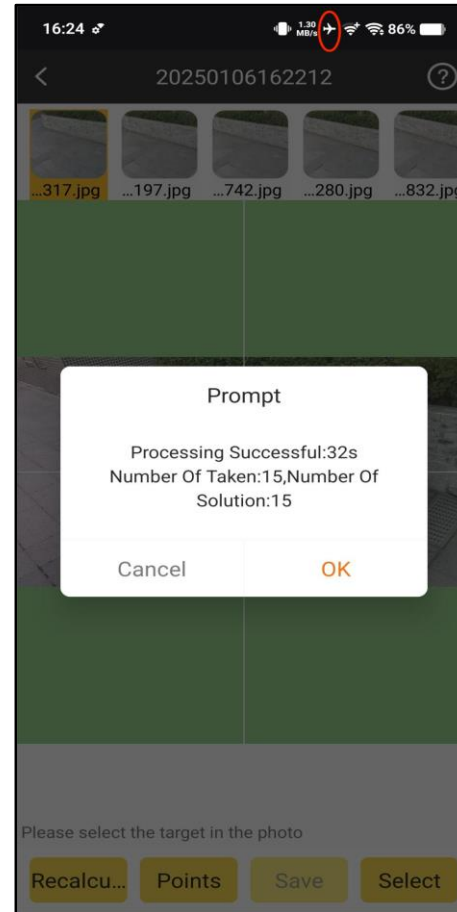 16:24 1.30 MB/s 86%
20250106162212
...317.jpg ...197.jpg ...742.jpg ...280.jpg ...832.jpg
Prompt
Processing Successful:32s
Number Of Taken:15,Number Of
Solution:15
Cancel OK
Please select the target in the photo
Recalcu... Points Save Select